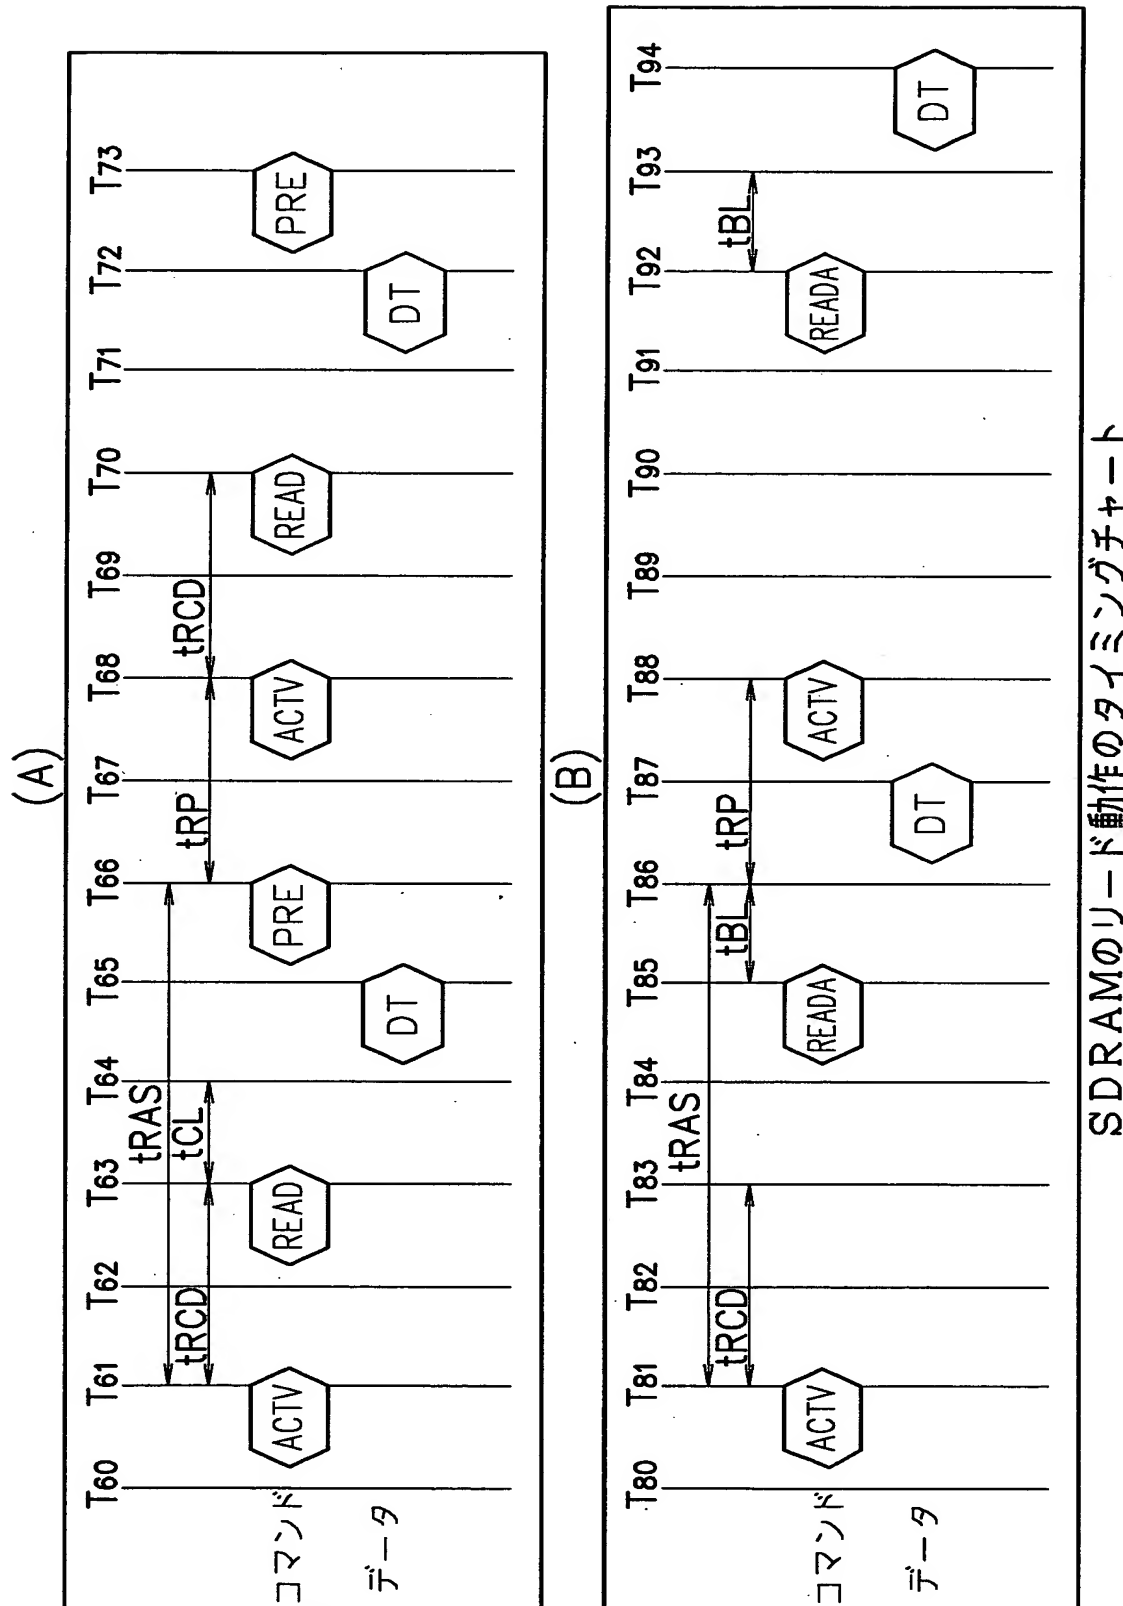 (A)
T60 T61 T62 T63 T64 T65 T66 T67 T68 T69 T70 T71 T72 T73
tRAS
tRCD tCL tRP tRCD
コマンド ACTV READ PRE ACTV READ PRE
データ DT DT
(B)
T80 T81 T82 T83 T84 T85 T86 T87 T88 T89 T90 T91 T92 T93 T94
tRAS
tRCD tBL tRP tBL
コマンド ACTV READA ACTV READA
データ DT DT
SDRAMのリード動作のタイミングチャート